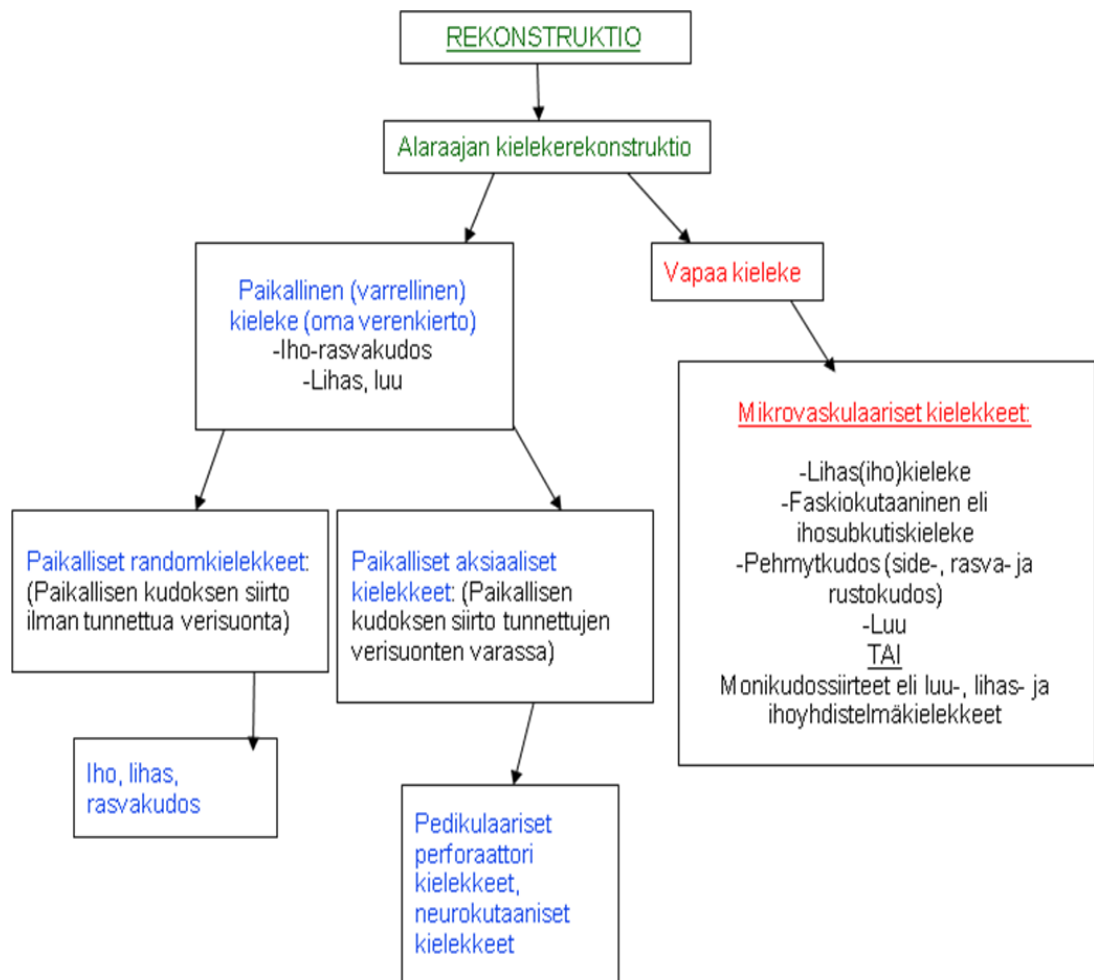 REKONSTRUKTIO
Alaraajan kielekerekonstruktio
Paikallinen (varrellinen)
kieleke (oma verenkierto)
-Iho-rasvakudos
-Lihas, luu
Vapaa kieleke
Mikrovaskulaariset kielekkeet:
-Lihas(iho)kieleke
-Faskiokutaaninen eli
ihosubkutiskieleke
-Pehmytkudos (side-, rasva- ja
rustokudos)
-Luu
TAI
Monikudossiirteet eli luu-, lihas- ja
ihoyhdistelmäkielekkeet
Paikalliset randomkielekkeet:
(Paikallisen kudoksen siirto
ilman tunnettua verisuonta)
Paikalliset aksiaaliset
kielekkeet: (Paikallisen
kudoksen siirto tunnettujen
verisuonten varassa)
Iho, lihas,
rasvakudos
Pedikulaariset
perforaattori
kielekkeet,
neurokutaaniset
kielekkeet